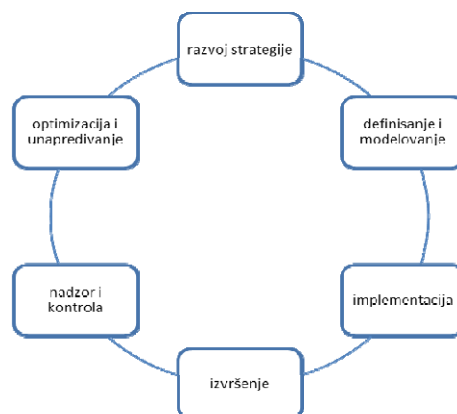 razvoj strategije
definisanje i
modelovanje
implementacija
izvršenje
nadzor i
kontrola
optimizacija i
unapređivanje